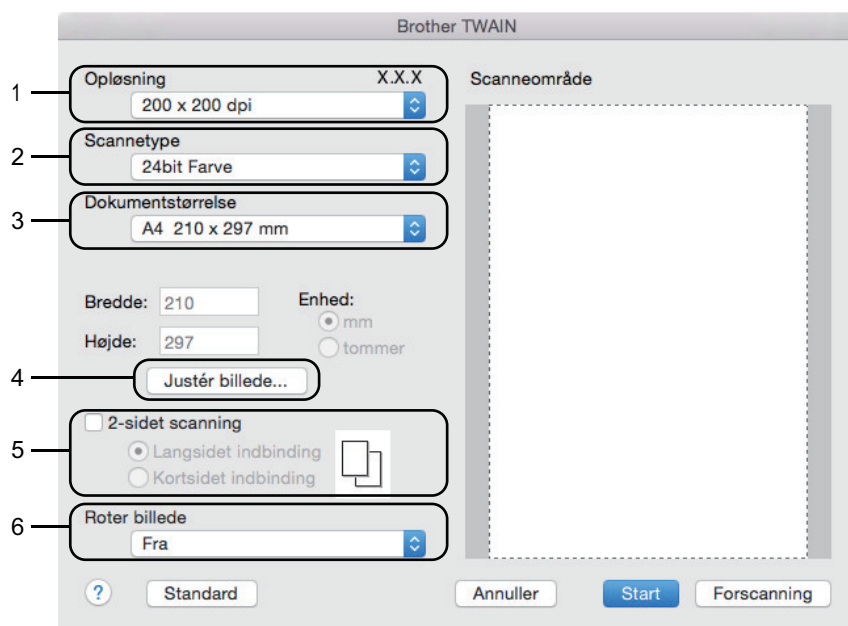 Brother TWAIN
1
Opløsning X.X.X
200 x 200 dpi
2
Scannetype
24bit Farve
3
Dokumentstørrelse
A4 210 x 297 mm
Bredde: 210
Enhed:
mm
Højde: 297
tommer
4
Justér billede...
5
2-sidet scanning
Langsidet indbinding
Kortsidet indbinding
6
Roter billede
Fra
? Standard
Scanneområde
Annuller Start Forscanning